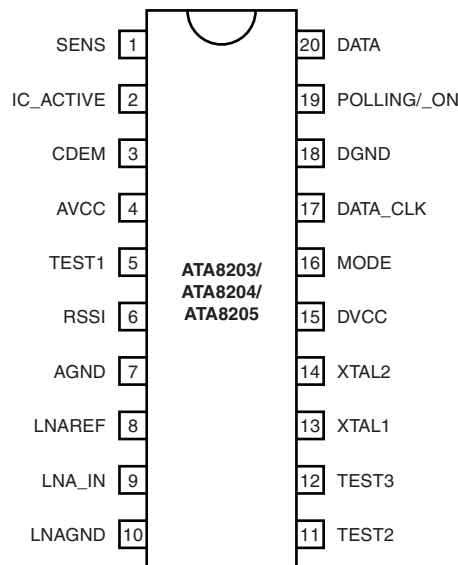 SENS 1 20 DATA
IC_ACTIVE 2 19 POLLING/_ON
CDEM 3 18 DGND
AVCC 4 17 DATA_CLK
TEST1 5 16 MODE
ATA8203/
ATA8204/
ATA8205
RSSI 6 15 DVCC
AGND 7 14 XTAL2
LNAREF 8 13 XTAL1
LNA_IN 9 12 TEST3
LNAGND 10 11 TEST2